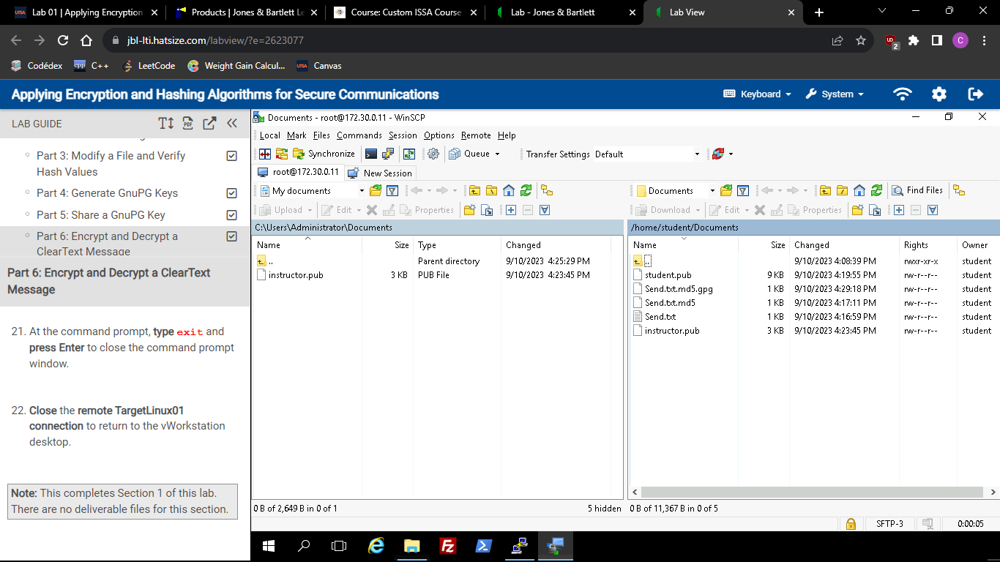 Lab 01 | Applying Encryption
Products | Jones & Bartlett Le
Course: Custom ISSA Course
Lab - Jones & Bartlett
Lab View
jbl-lti.hatsize.com/labview/?e=2623077
UD
2
C
Codédex
cpp
C++
LeetCode
Weight Gain Calcul...
UTSA
Canvas
Applying Encryption and Hashing Algorithms for Secure Communications
Keyboard
System
LAB GUIDE
PDF
Part 3: Modify a File and Verify
Hash Values
Part 4: Generate GnuPG Keys
Part 5: Share a GnuPG Key
Part 6: Encrypt and Decrypt a
ClearText Message
Part 6: Encrypt and Decrypt a ClearText
Message
21. At the command prompt, type exit and
press Enter to close the command prompt
window.
22. Close the remote TargetLinux01
connection to return to the vWorkstation
desktop.
Note: This completes Section 1 of this lab.
There are no deliverable files for this section.
Documents - root@172.30.0.11 - WinSCP
Local Mark Files Commands Session Options Remote Help
Synchronize
Queue
Transfer Settings Default
root@172.30.0.11
New Session
My documents
Upload
Edit
Properties
C:\Users\Administrator\Documents
Name Size Type Changed
.. Parent directory 9/10/2023 4:25:29 PM
instructor.pub 3 KB PUB File 9/10/2023 4:23:45 PM
0 B of 2,649 B in 0 of 1
5 hidden
Documents
Find Files
Download
Edit
Properties
/home/student/Documents
Name Size Changed Rights Owner
.. 9/10/2023 4:08:39 PM rwxr-xr-x student
student.pub 9 KB 9/10/2023 4:19:55 PM rw-r--r-- student
Send.txt.md5.gpg 1 KB 9/10/2023 4:29:18 PM rw-r--r-- student
Send.txt.md5 1 KB 9/10/2023 4:17:11 PM rw-r--r-- student
Send.txt 1 KB 9/10/2023 4:16:59 PM rw-r--r-- student
instructor.pub 3 KB 9/10/2023 4:23:45 PM rw-r--r-- student
0 B of 11,367 B in 0 of 5
SFTP-3
0:00:05